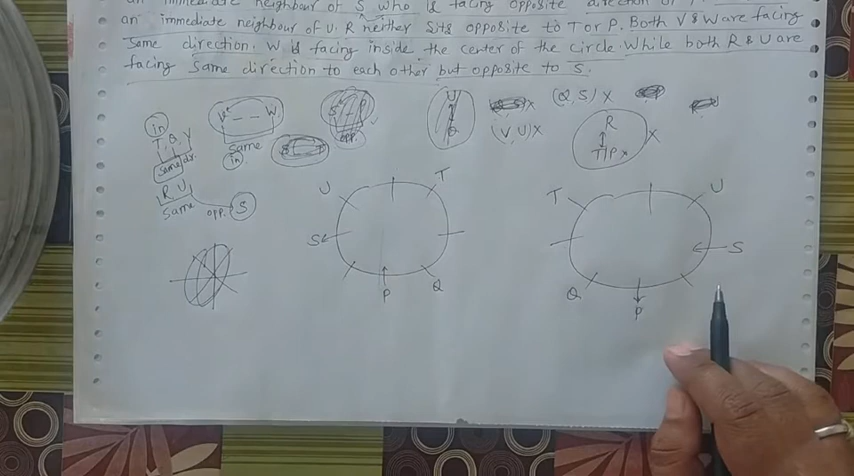 an immediate neighbour of S who is facing opposite direction of
an immediate neighbour of U. R neither sits opposite to T or P. Both V & W are facing
Same direction. W is facing inside the center of the circle. While both R & U are
facing Same direction to each other but opposite to S.
in
T, Q, V
Same dr.
R U
Same opp. S
V -- W
Same
in
S -- P
opp.
U
Q
x (Q, S) X
(V, U) X
R
T/P x
X
U T
S
P Q
T U
S
Q P